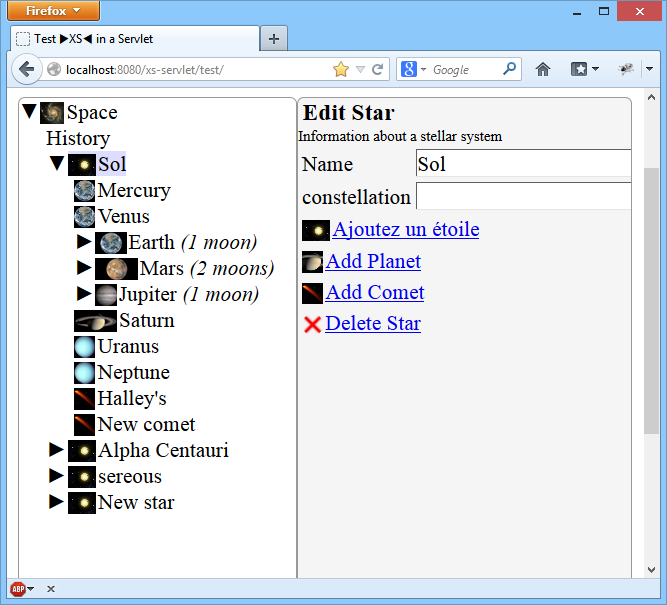 Firefox
Test ▶XS◀ in a Servlet
localhost:8080/xs-servlet/test/
Google
Space
History
Sol
Mercury
Venus
Earth (1 moon)
Mars (2 moons)
Jupiter (1 moon)
Saturn
Uranus
Neptune
Halley's
New comet
Alpha Centauri
sereous
New star
Edit Star
Information about a stellar system
Name Sol
constellation
Ajoutez un étoile
Add Planet
Add Comet
Delete Star
ABP